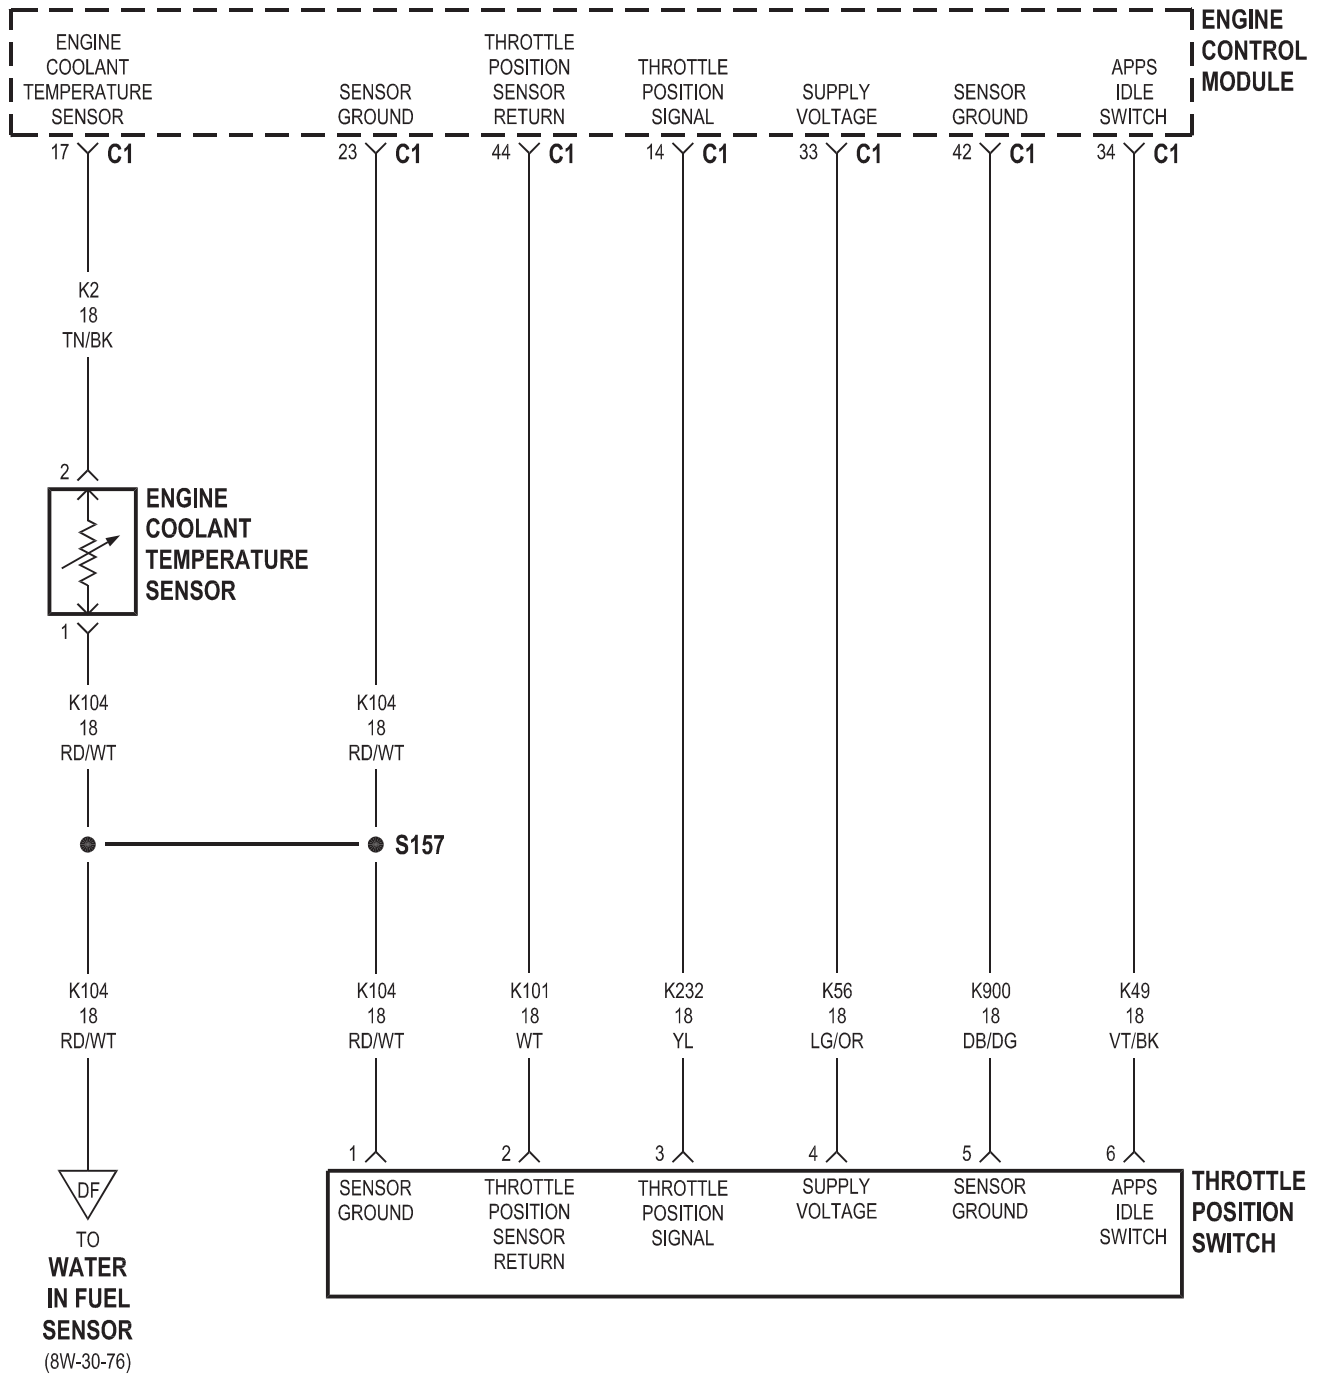 ENGINE
CONTROL
MODULE
ENGINE
COOLANT
TEMPERATURE
SENSOR
SENSOR
GROUND
THROTTLE
POSITION
SENSOR
RETURN
THROTTLE
POSITION
SIGNAL
SUPPLY
VOLTAGE
SENSOR
GROUND
APPS
IDLE
SWITCH
17 C1
23 C1
44 C1
14 C1
33 C1
42 C1
34 C1
K2
18
TN/BK
2
ENGINE
COOLANT
TEMPERATURE
SENSOR
1
K104
18
RD/WT
K104
18
RD/WT
S157
K104
18
RD/WT
K104
18
RD/WT
K101
18
WT
K232
18
YL
K56
18
LG/OR
K900
18
DB/DG
K49
18
VT/BK
1
2
3
4
5
6
SENSOR
GROUND
THROTTLE
POSITION
SENSOR
RETURN
THROTTLE
POSITION
SIGNAL
SUPPLY
VOLTAGE
SENSOR
GROUND
APPS
IDLE
SWITCH
THROTTLE
POSITION
SWITCH
DF
TO
WATER
IN FUEL
SENSOR
(8W-30-76)